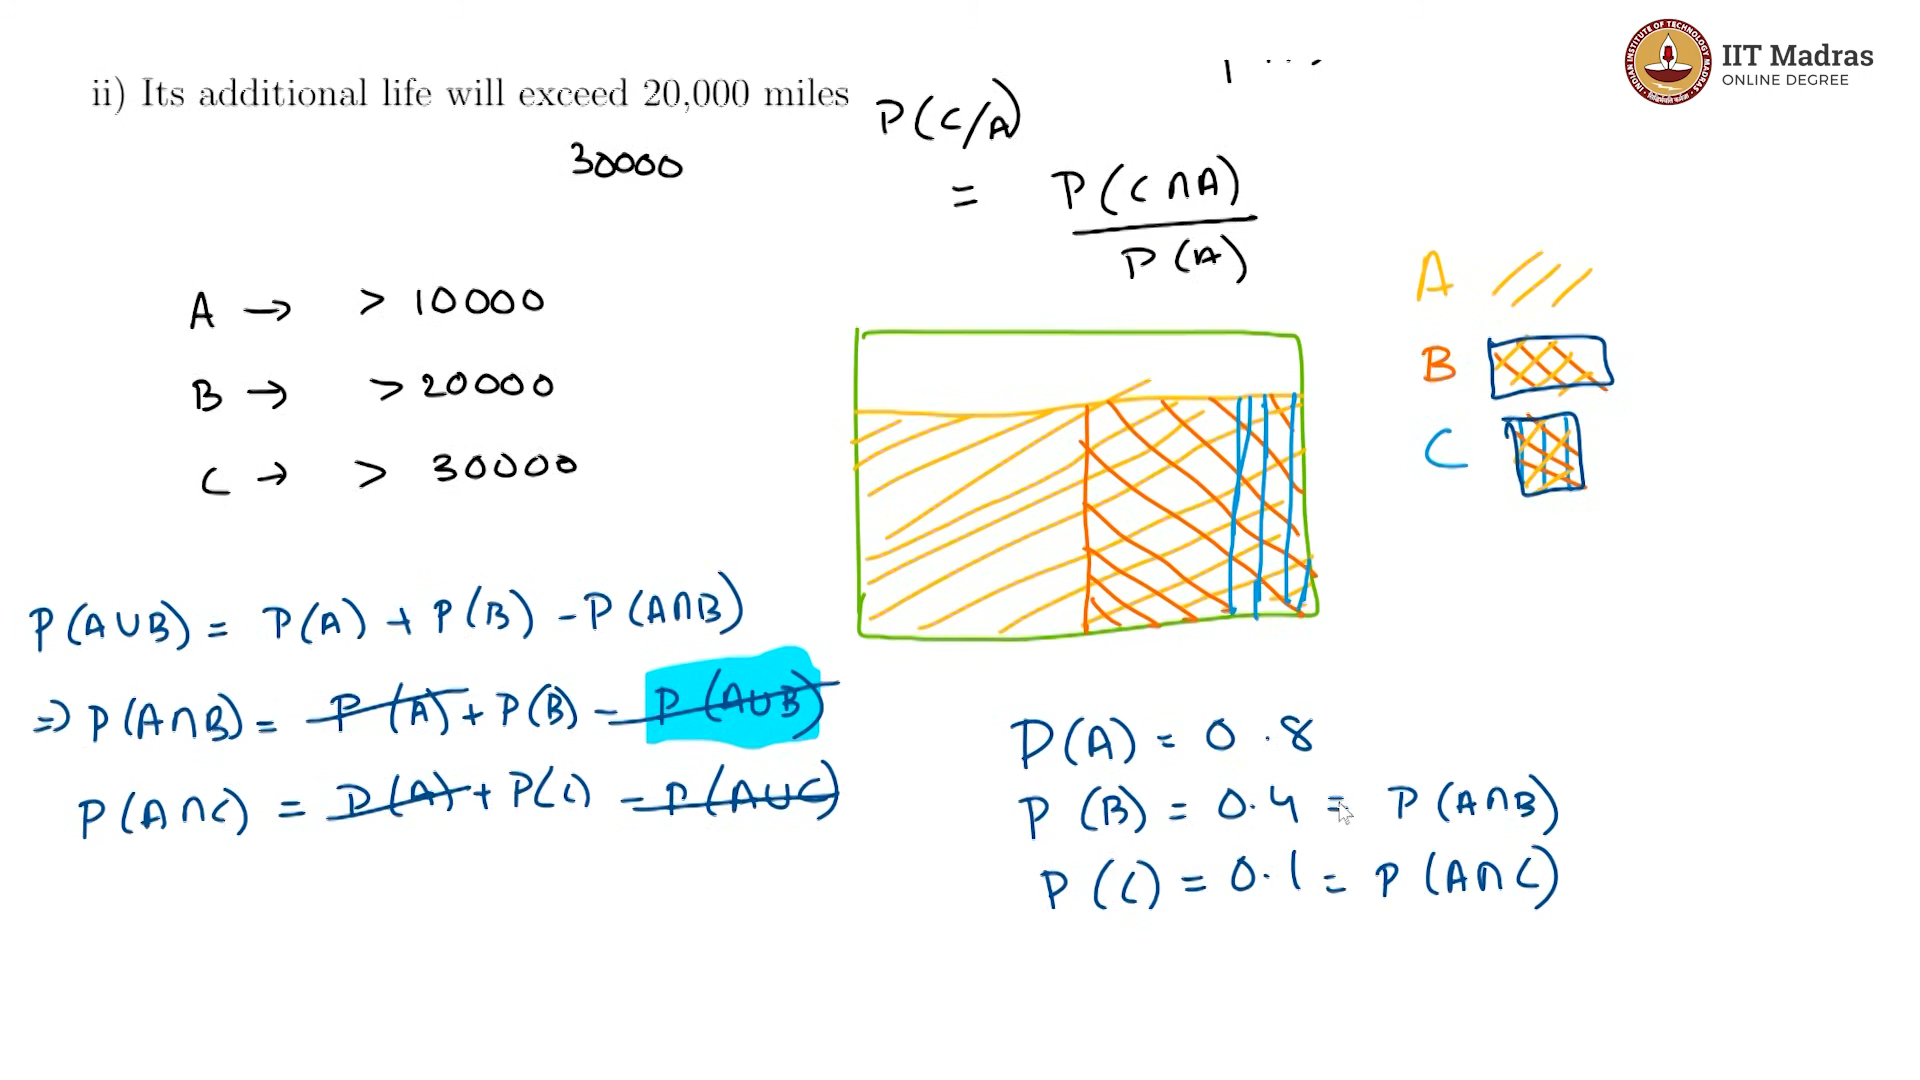 IIT Madras
ONLINE DEGREE
ii) Its additional life will exceed 20,000 miles
P(C/A)
30000
= P(C∩A)
P(A)
A → > 10000
B → > 20000
C → > 30000
A
B
C
P(A∪B) = P(A) + P(B) - P(A∩B)
=> P(A∩B) = P(A) + P(B) - P(A∪B)
P(A∩C) = P(A) + P(C) - P(A∪C)
P(A) = 0.8
P(B) = 0.4 = P(A∩B)
P(C) = 0.1 = P(A∩C)